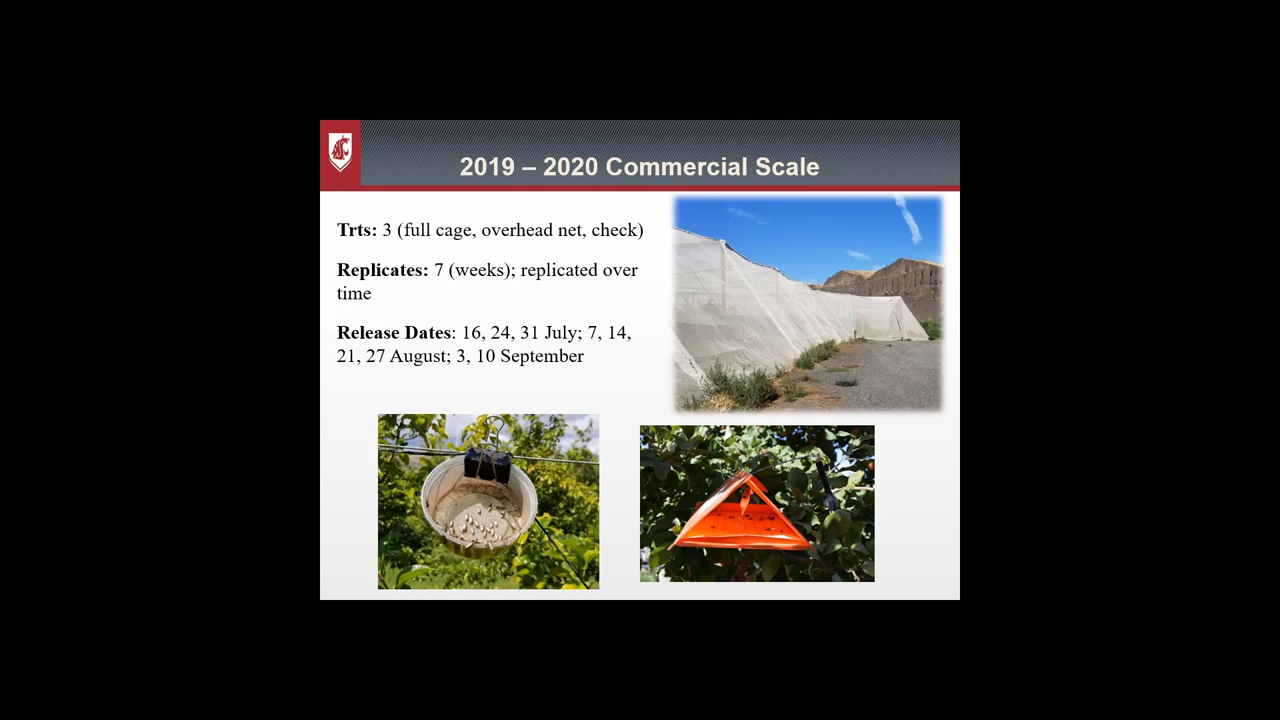 2019 – 2020 Commercial Scale
Trts: 3 (full cage, overhead net, check)
Replicates: 7 (weeks); replicated over
time
Release Dates: 16, 24, 31 July; 7, 14,
21, 27 August; 3, 10 September